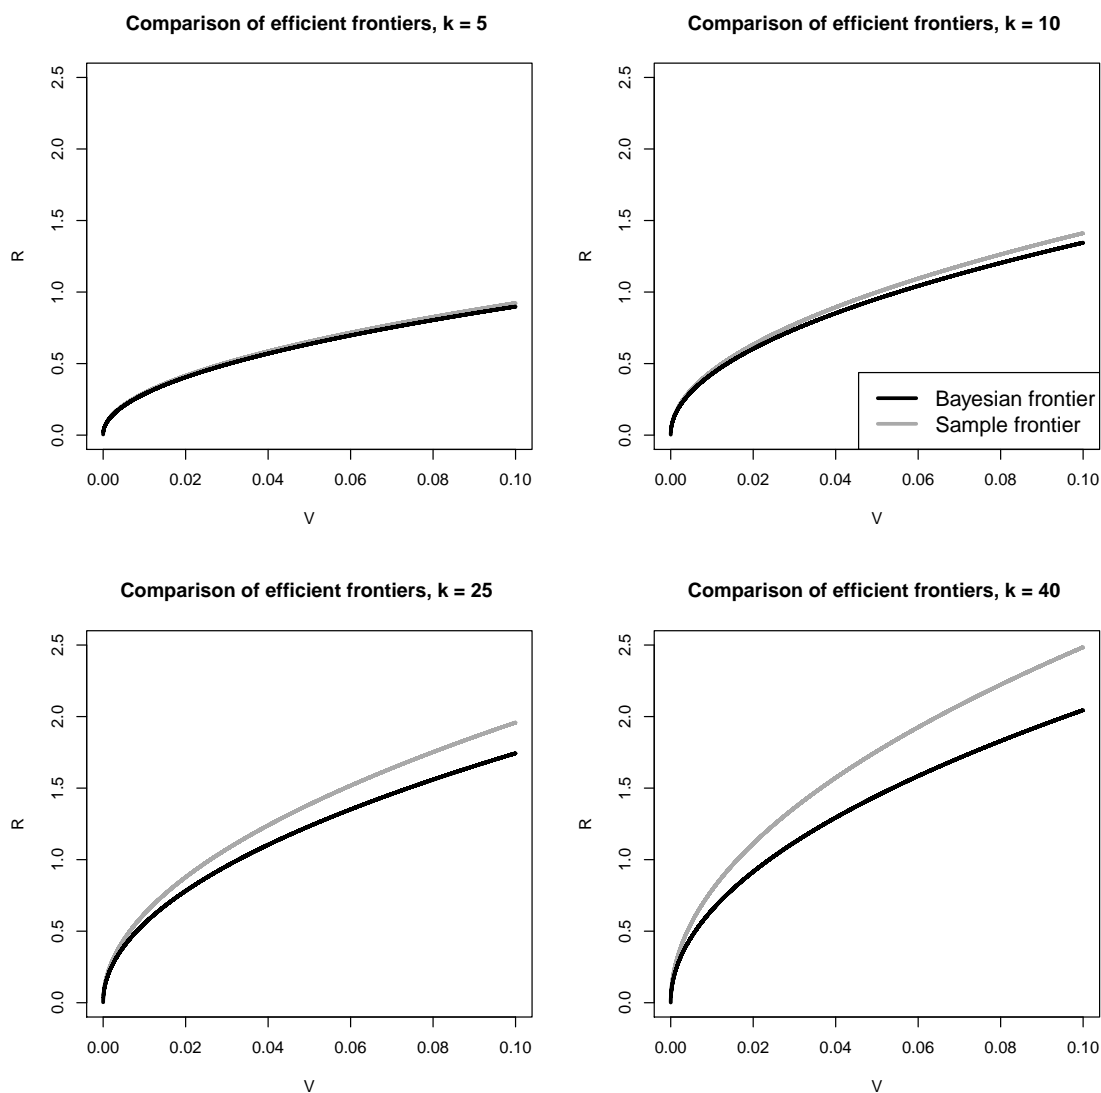 Comparison of efficient frontiers, k = 5
2.5
2.0
1.5
1.0
0.5
0.0
R
0.00 0.02 0.04 0.06 0.08 0.10
V
Comparison of efficient frontiers, k = 10
2.5
2.0
1.5
1.0
0.5
0.0
R
Bayesian frontier
Sample frontier
0.00 0.02 0.04 0.06 0.08 0.10
V
Comparison of efficient frontiers, k = 25
2.5
2.0
1.5
1.0
0.5
0.0
R
0.00 0.02 0.04 0.06 0.08 0.10
V
Comparison of efficient frontiers, k = 40
2.5
2.0
1.5
1.0
0.5
0.0
R
0.00 0.02 0.04 0.06 0.08 0.10
V